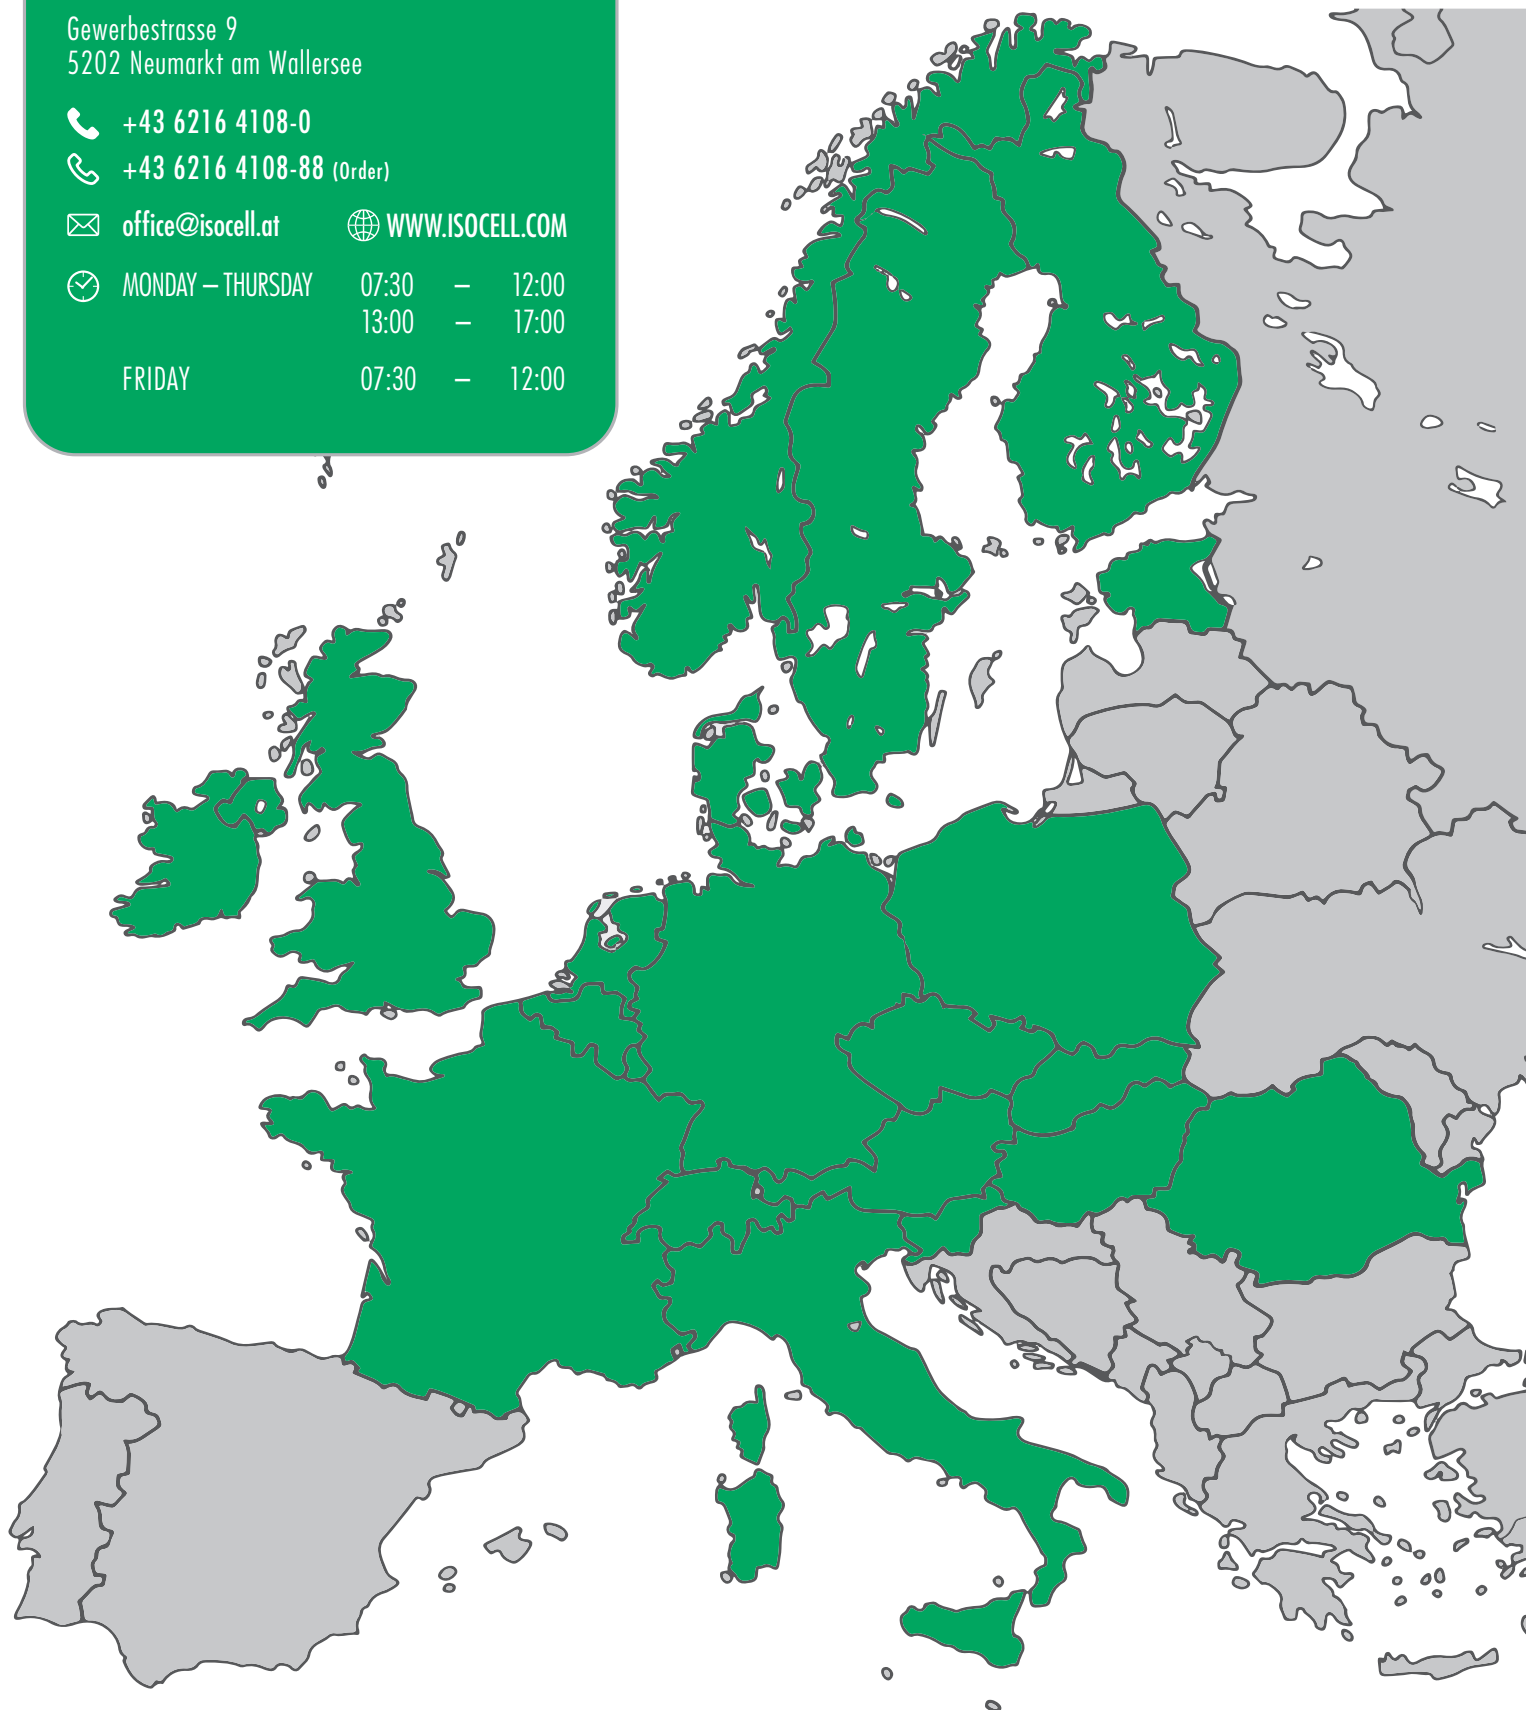 Gewerbestrasse 9
5202 Neumarkt am Wallersee
+43 6216 4108-0
+43 6216 4108-88 (Order)
office@isocell.at WWW.ISOCELL.COM
MONDAY – THURSDAY 07:30 – 12:00
13:00 – 17:00
FRIDAY 07:30 – 12:00